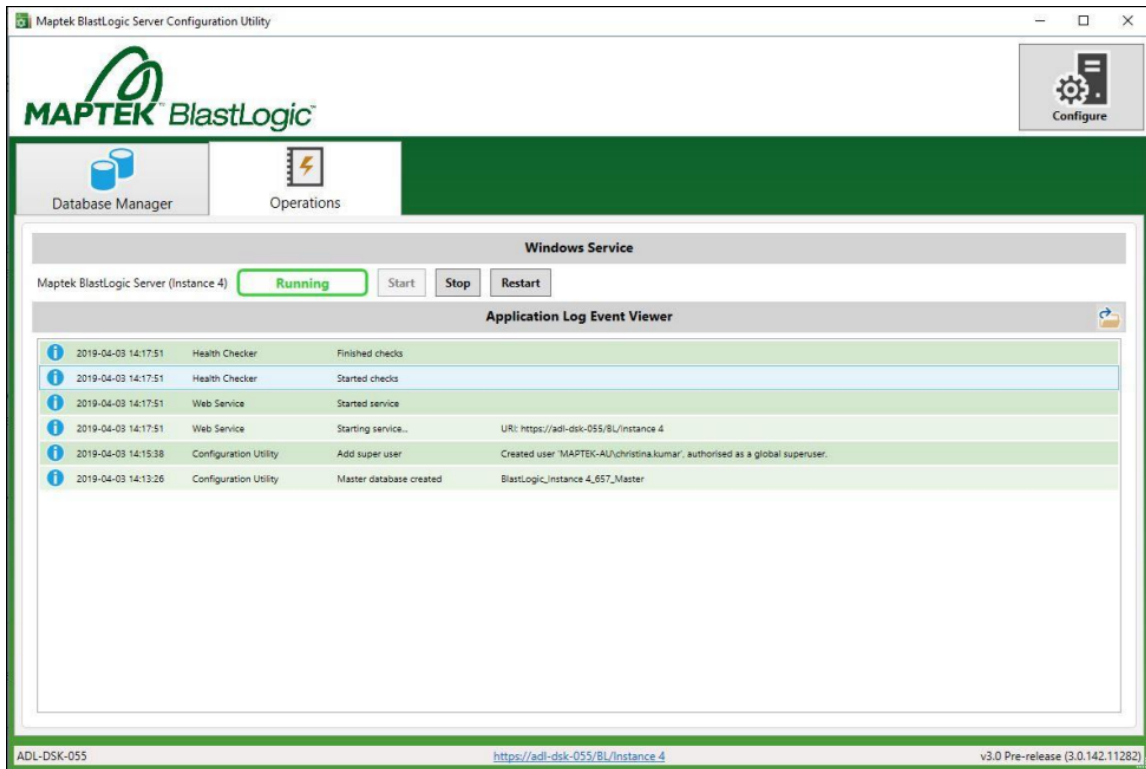 Maptek BlastLogic Server Configuration Utility
MAPTEK™ BlastLogic™
Configure
Database Manager
Operations
Windows Service
Maptek BlastLogic Server (Instance 4) Running Start Stop Restart
Application Log Event Viewer
2019-04-03 14:17:51 Health Checker Finished checks
2019-04-03 14:17:51 Health Checker Started checks
2019-04-03 14:17:51 Web Service Started service
2019-04-03 14:17:51 Web Service Starting service... URI: https://adl-dsk-055/BL/Instance 4
2019-04-03 14:15:38 Configuration Utility Add super user Created user 'MAPTEK-AU\christina.kumar', authorised as a global superuser.
2019-04-03 14:13:26 Configuration Utility Master database created BlastLogic_Instance 4_657_Master
ADL-DSK-055 https://adl-dsk-055/BL/Instance 4 v3.0 Pre-release (3.0.142.11282)